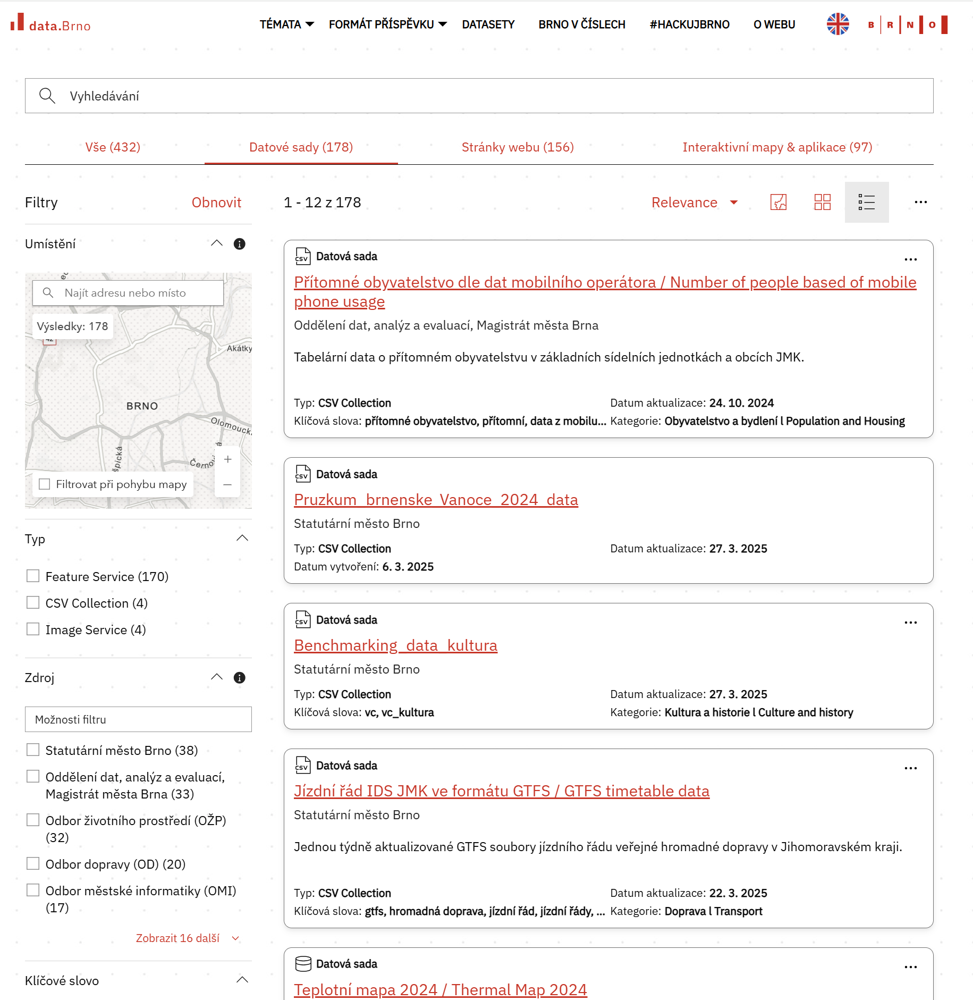 data.Brno
TÉMATA
FORMÁT PŘÍSPĚVKU
DATASETY
BRNO V ČÍSLECH
#HACKUJBRNO
O WEBU
BRNO
Vyhledávání
Vše (432)
Datové sady (178)
Stránky webu (156)
Interaktivní mapy & aplikace (97)
Filtry
Obnovit
1 - 12 z 178
Relevance
Umístění
Najít adresu nebo místo
Výsledky: 178
42
Akátky
BRNO
Olomouck
Filtrovat při pohybu mapy
Typ
Feature Service (170)
CSV Collection (4)
Image Service (4)
Zdroj
Možnosti filtru
Statutární město Brno (38)
Oddělení dat, analýz a evaluací,
Magistrát města Brna (33)
Odbor životního prostředí (OŽP)
(32)
Odbor dopravy (OD) (20)
Odbor městské informatiky (OMI)
(17)
Zobrazit 16 další
Klíčové slovo
CSV Datová sada
Přítomné obyvatelstvo dle dat mobilního operátora / Number of people based of mobile
phone usage
Oddělení dat, analýz a evaluací, Magistrát města Brna
Tabelární data o přítomném obyvatelstvu v základních sídelních jednotkách a obcích JMK.
Typ: CSV Collection
Datum aktualizace: 24. 10. 2024
Klíčová slova: přítomné obyvatelstvo, přítomní, data z mobilu...
Kategorie: Obyvatelstvo a bydlení l Population and Housing
CSV Datová sada
Pruzkum_brnenske_Vanoce_2024_data
Statutární město Brno
Typ: CSV Collection
Datum aktualizace: 27. 3. 2025
Datum vytvoření: 6. 3. 2025
CSV Datová sada
Benchmarking_data_kultura
Statutární město Brno
Typ: CSV Collection
Datum aktualizace: 27. 3. 2025
Klíčová slova: vc, vc_kultura
Kategorie: Kultura a historie l Culture and history
CSV Datová sada
Jízdní řád IDS JMK ve formátu GTFS / GTFS timetable data
Statutární město Brno
Jednou týdně aktualizované GTFS soubory jízdního řádu veřejné hromadné dopravy v Jihomoravském kraji.
Typ: CSV Collection
Datum aktualizace: 22. 3. 2025
Klíčová slova: gtfs, hromadná doprava, jízdní řád, jízdní řády, ...
Kategorie: Doprava l Transport
Datová sada
Teplotní mapa 2024 / Thermal Map 2024